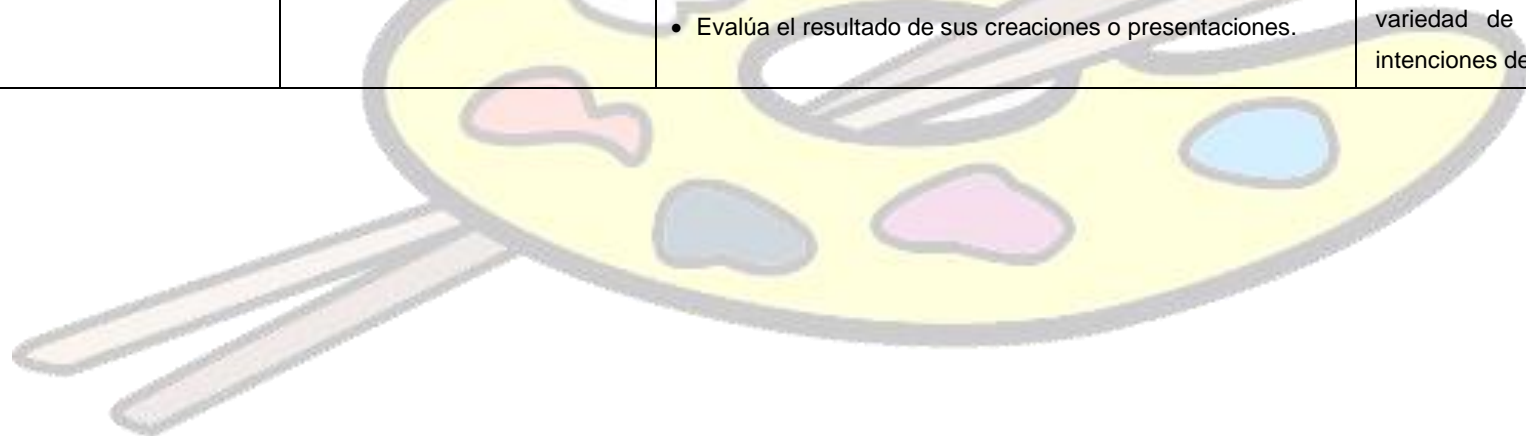 • Evalúa el resultado de sus creaciones o presentaciones.
variedad de
intenciones de